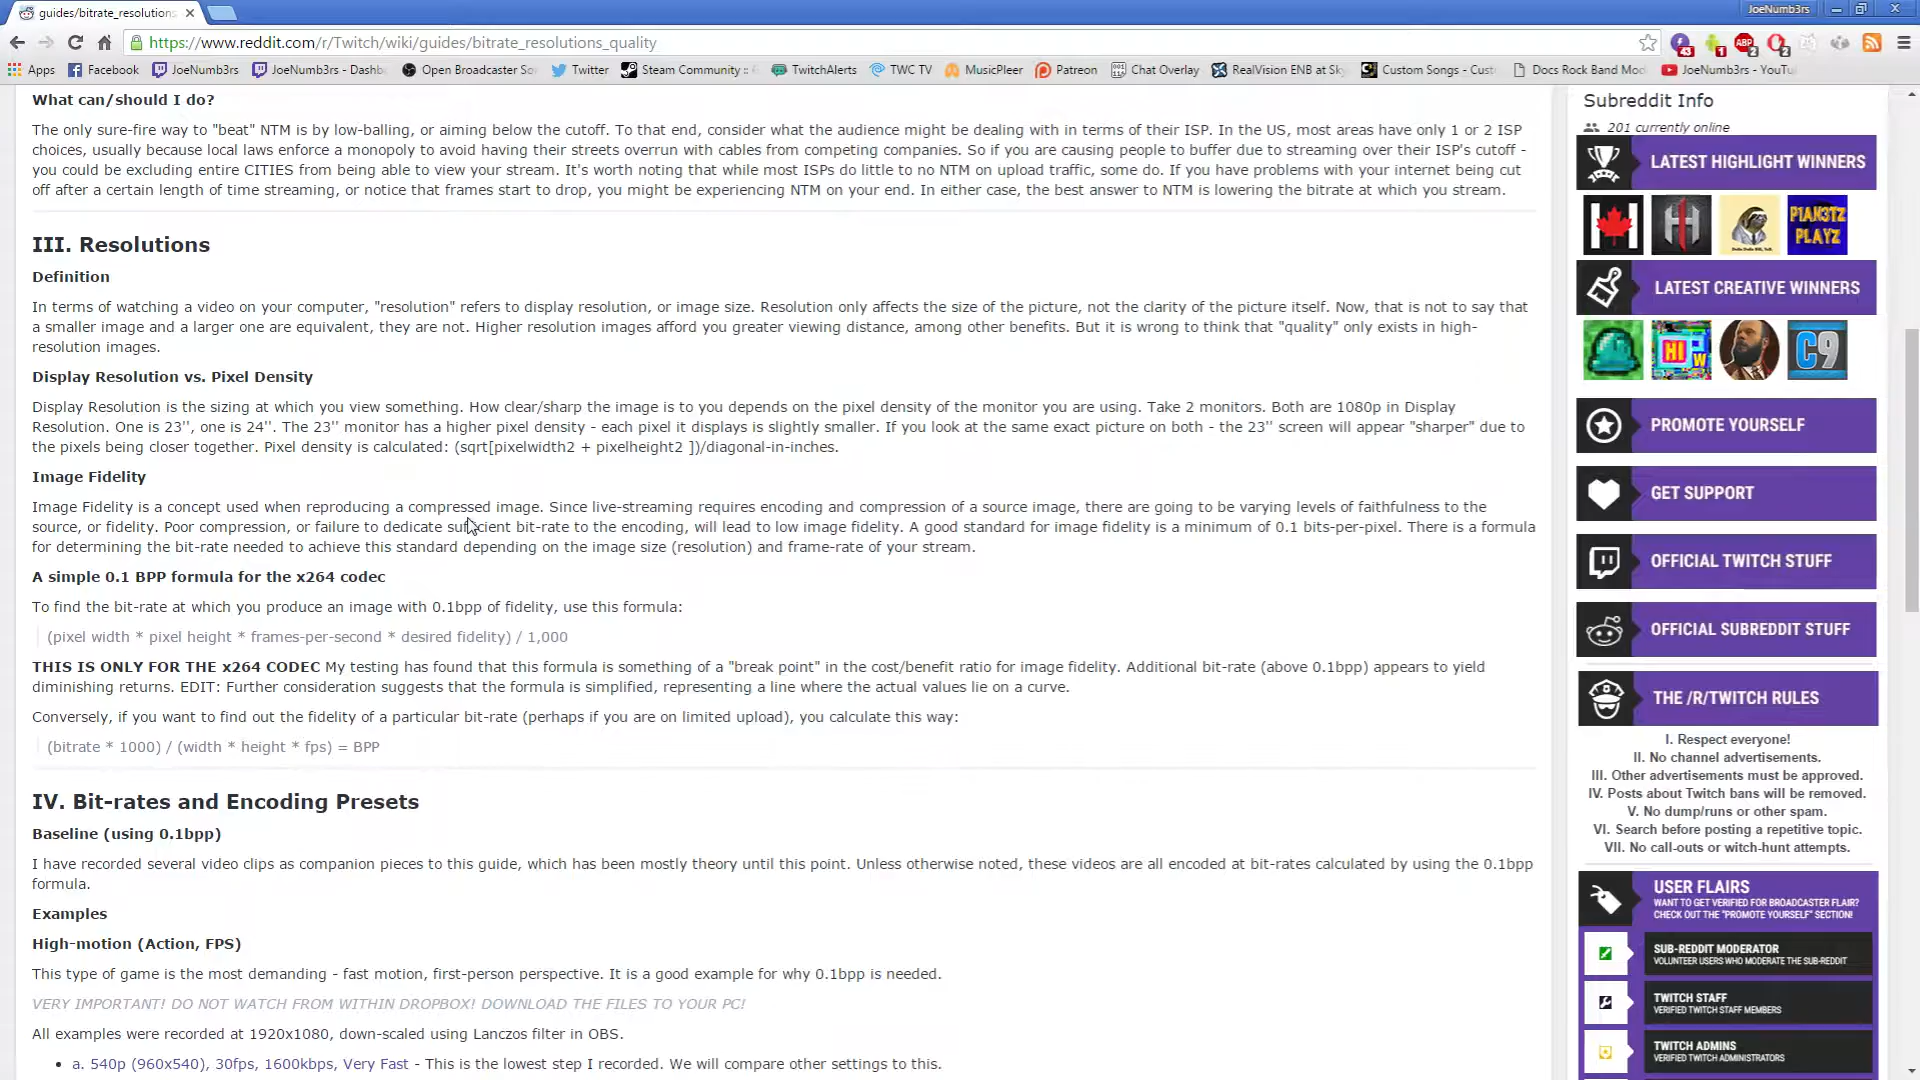 guides/bitrate_resolutions
JoeNumb3rs
https://www.reddit.com/r/Twitch/wiki/guides/bitrate_resolutions_quality
43 1 ABP 2 2
Apps Facebook JoeNumb3rs JoeNumb3rs - Dashb Open Broadcaster So Twitter Steam Community :: TwitchAlerts TWC TV MusicPleer Patreon Chat Overlay RealVision ENB at Sk Custom Songs - Cust Docs Rock Band Mod JoeNumb3rs - YouTu
What can/should I do?
The only sure-fire way to "beat" NTM is by low-balling, or aiming below the cutoff. To that end, consider what the audience might be dealing with in terms of their ISP. In the US, most areas have only 1 or 2 ISP
choices, usually because local laws enforce a monopoly to avoid having their streets overrun with cables from competing companies. So if you are causing people to buffer due to streaming over their ISP's cutoff -
you could be excluding entire CITIES from being able to view your stream. It's worth noting that while most ISPs do little to no NTM on upload traffic, some do. If you have problems with your internet being cut
off after a certain length of time streaming, or notice that frames start to drop, you might be experiencing NTM on your end. In either case, the best answer to NTM is lowering the bitrate at which you stream.
III. Resolutions
Definition
In terms of watching a video on your computer, "resolution" refers to display resolution, or image size. Resolution only affects the size of the picture, not the clarity of the picture itself. Now, that is not to say that
a smaller image and a larger one are equivalent, they are not. Higher resolution images afford you greater viewing distance, among other benefits. But it is wrong to think that "quality" only exists in high-
resolution images.
Display Resolution vs. Pixel Density
Display Resolution is the sizing at which you view something. How clear/sharp the image is to you depends on the pixel density of the monitor you are using. Take 2 monitors. Both are 1080p in Display
Resolution. One is 23'', one is 24''. The 23'' monitor has a higher pixel density - each pixel it displays is slightly smaller. If you look at the same exact picture on both - the 23'' screen will appear "sharper" due to
the pixels being closer together. Pixel density is calculated: (sqrt[pixelwidth2 + pixelheight2 ])/diagonal-in-inches.
Image Fidelity
Image Fidelity is a concept used when reproducing a compressed image. Since live-streaming requires encoding and compression of a source image, there are going to be varying levels of faithfulness to the
source, or fidelity. Poor compression, or failure to dedicate sufficient bit-rate to the encoding, will lead to low image fidelity. A good standard for image fidelity is a minimum of 0.1 bits-per-pixel. There is a formula
for determining the bit-rate needed to achieve this standard depending on the image size (resolution) and frame-rate of your stream.
A simple 0.1 BPP formula for the x264 codec
To find the bit-rate at which you produce an image with 0.1bpp of fidelity, use this formula:
(pixel width * pixel height * frames-per-second * desired fidelity) / 1,000
THIS IS ONLY FOR THE x264 CODEC My testing has found that this formula is something of a "break point" in the cost/benefit ratio for image fidelity. Additional bit-rate (above 0.1bpp) appears to yield
diminishing returns. EDIT: Further consideration suggests that the formula is simplified, representing a line where the actual values lie on a curve.
Conversely, if you want to find out the fidelity of a particular bit-rate (perhaps if you are on limited upload), you calculate this way:
(bitrate * 1000) / (width * height * fps) = BPP
IV. Bit-rates and Encoding Presets
Baseline (using 0.1bpp)
I have recorded several video clips as companion pieces to this guide, which has been mostly theory until this point. Unless otherwise noted, these videos are all encoded at bit-rates calculated by using the 0.1bpp
formula.
Examples
High-motion (Action, FPS)
This type of game is the most demanding - fast motion, first-person perspective. It is a good example for why 0.1bpp is needed.
VERY IMPORTANT! DO NOT WATCH FROM WITHIN DROPBOX! DOWNLOAD THE FILES TO YOUR PC!
All examples were recorded at 1920x1080, down-scaled using Lanczos filter in OBS.
• a. 540p (960x540), 30fps, 1600kbps, Very Fast - This is the lowest step I recorded. We will compare other settings to this.
Subreddit Info
201 currently online
LATEST HIGHLIGHT WINNERS
P1AN3TZ
PLAYZ
LATEST CREATIVE WINNERS
HI
W
C9
PROMOTE YOURSELF
GET SUPPORT
OFFICIAL TWITCH STUFF
OFFICIAL SUBREDDIT STUFF
THE /R/TWITCH RULES
I. Respect everyone!
II. No channel advertisements.
III. Other advertisements must be approved.
IV. Posts about Twitch bans will be removed.
V. No dump/runs or other spam.
VI. Search before posting a repetitive topic.
VII. No call-outs or witch-hunt attempts.
USER FLAIRS
WANT TO GET VERIFIED FOR BROADCASTER FLAIR?
CHECK OUT THE "PROMOTE YOURSELF" SECTION!
SUB-REDDIT MODERATOR
VOLUNTEER USERS WHO MODERATE THE SUB-REDDIT
TWITCH STAFF
VERIFIED TWITCH STAFF MEMBERS
TWITCH ADMINS
VERIFIED TWITCH ADMINISTRATORS